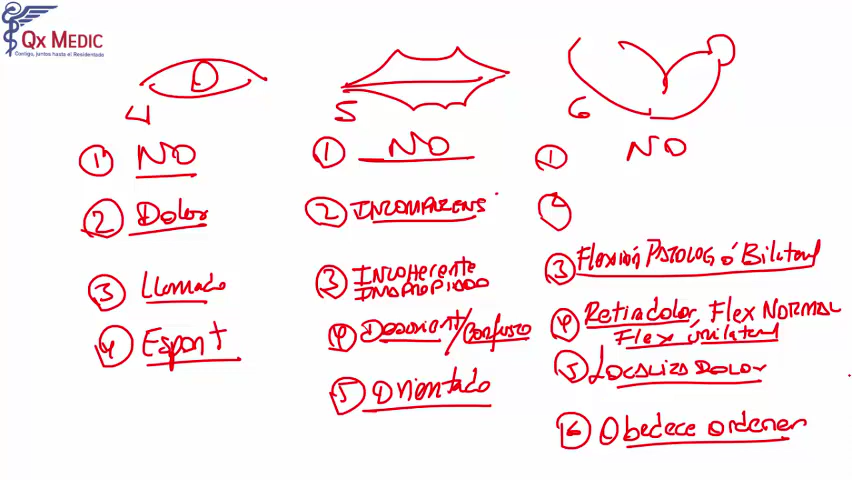 Qx MEDIC
Contigo, juntos hasta el Residentado
4
① NO
② Dolor
③ Llamado
④ Espont
5
① NO
② INCOMPRENS
③ Incoherente
INAPROPIADO
④ Desorient/Confuso
⑤ Orientado
6
① NO
②
③ Flexión PATOLOG ó Bilateral
④ Retira dolor, Flex NORMAL
Flex unilateral
⑤ LOCALIZA DOLOR
⑥ Obedece ordenes